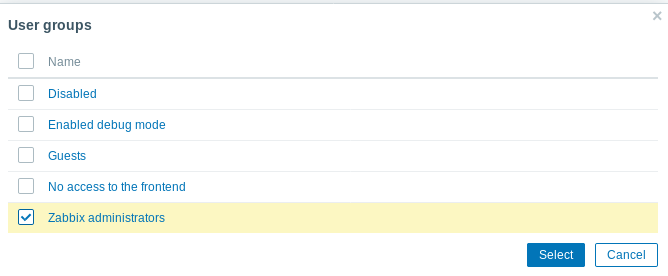 User groups
Name
Disabled
Enabled debug mode
Guests
No access to the frontend
Zabbix administrators
Select Cancel